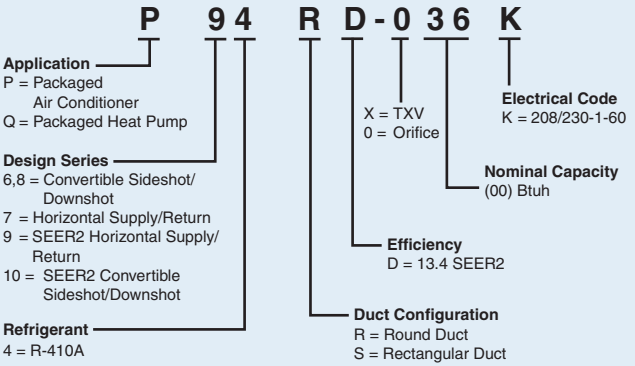 P 9 4 R D - 0 3 6 K
Application
P = Packaged
Air Conditioner
Q = Packaged Heat Pump
Design Series
6,8 = Convertible Sideshot/
Downshot
7 = Horizontal Supply/Return
9 = SEER2 Horizontal Supply/
Return
10 = SEER2 Convertible
Sideshot/Downshot
Refrigerant
4 = R-410A
X = TXV
0 = Orifice
Electrical Code
K = 208/230-1-60
Nominal Capacity
(00) Btuh
Efficiency
D = 13.4 SEER2
Duct Configuration
R = Round Duct
S = Rectangular Duct